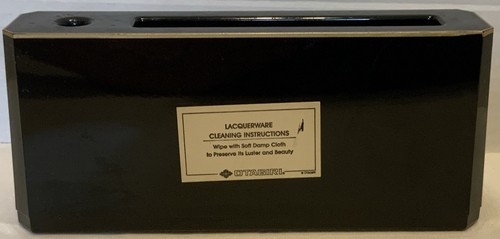 LACQUERWARE
CLEANING INSTRUCTIONS
Wipe with Soft Damp Cloth
to Preserve its Luster and Beauty
OTAGIRI